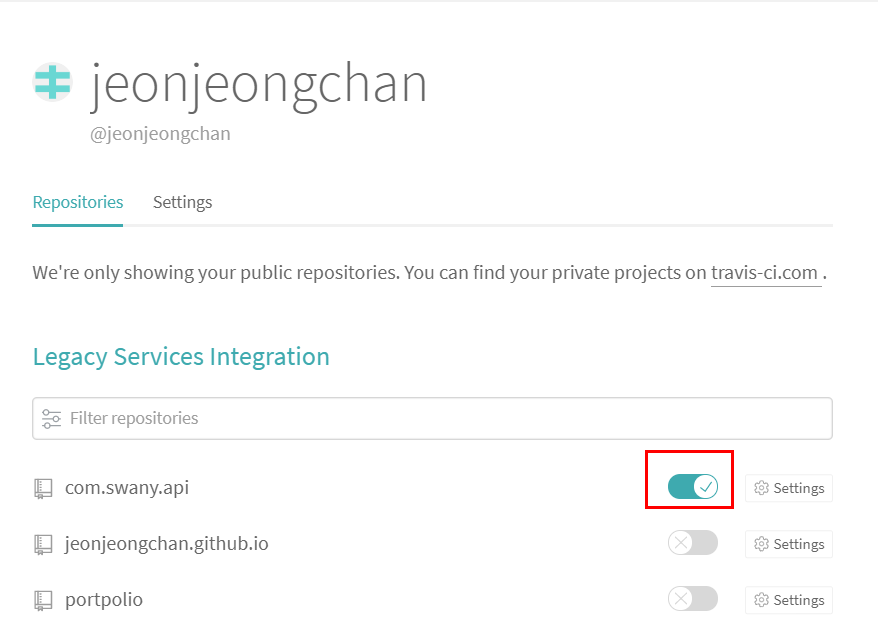 jeonjeongchan
@jeonjeongchan
Repositories Settings
We're only showing your public repositories. You can find your private projects on travis-ci.com .
Legacy Services Integration
Filter repositories
com.swany.api Settings
jeonjeongchan.github.io Settings
portpolio Settings